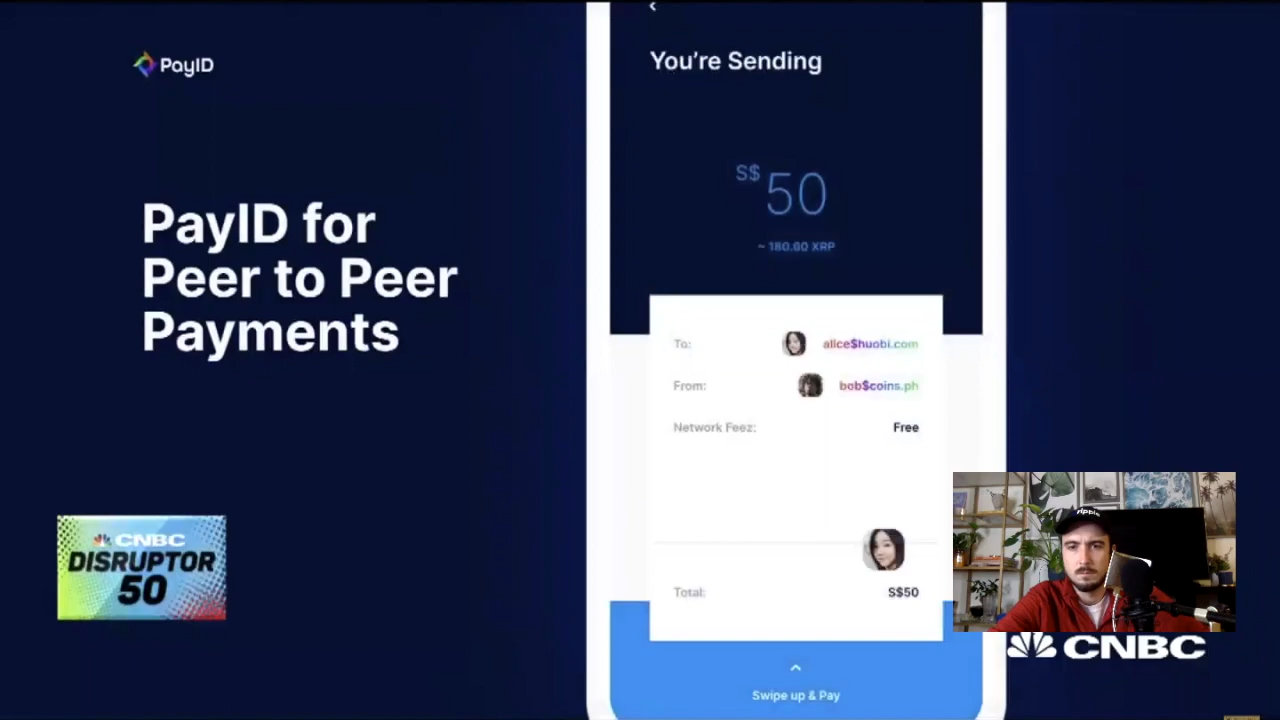 PayID
You're Sending
S$ 50
~ 180.60 XRP
PayID for
Peer to Peer
Payments
To:
alice$huobi.com
From:
bob$coins.ph
Network Feez:
Free
Total:
S$50
Swipe up & Pay
CNBC
DISRUPTOR
50
ripple
CNBC